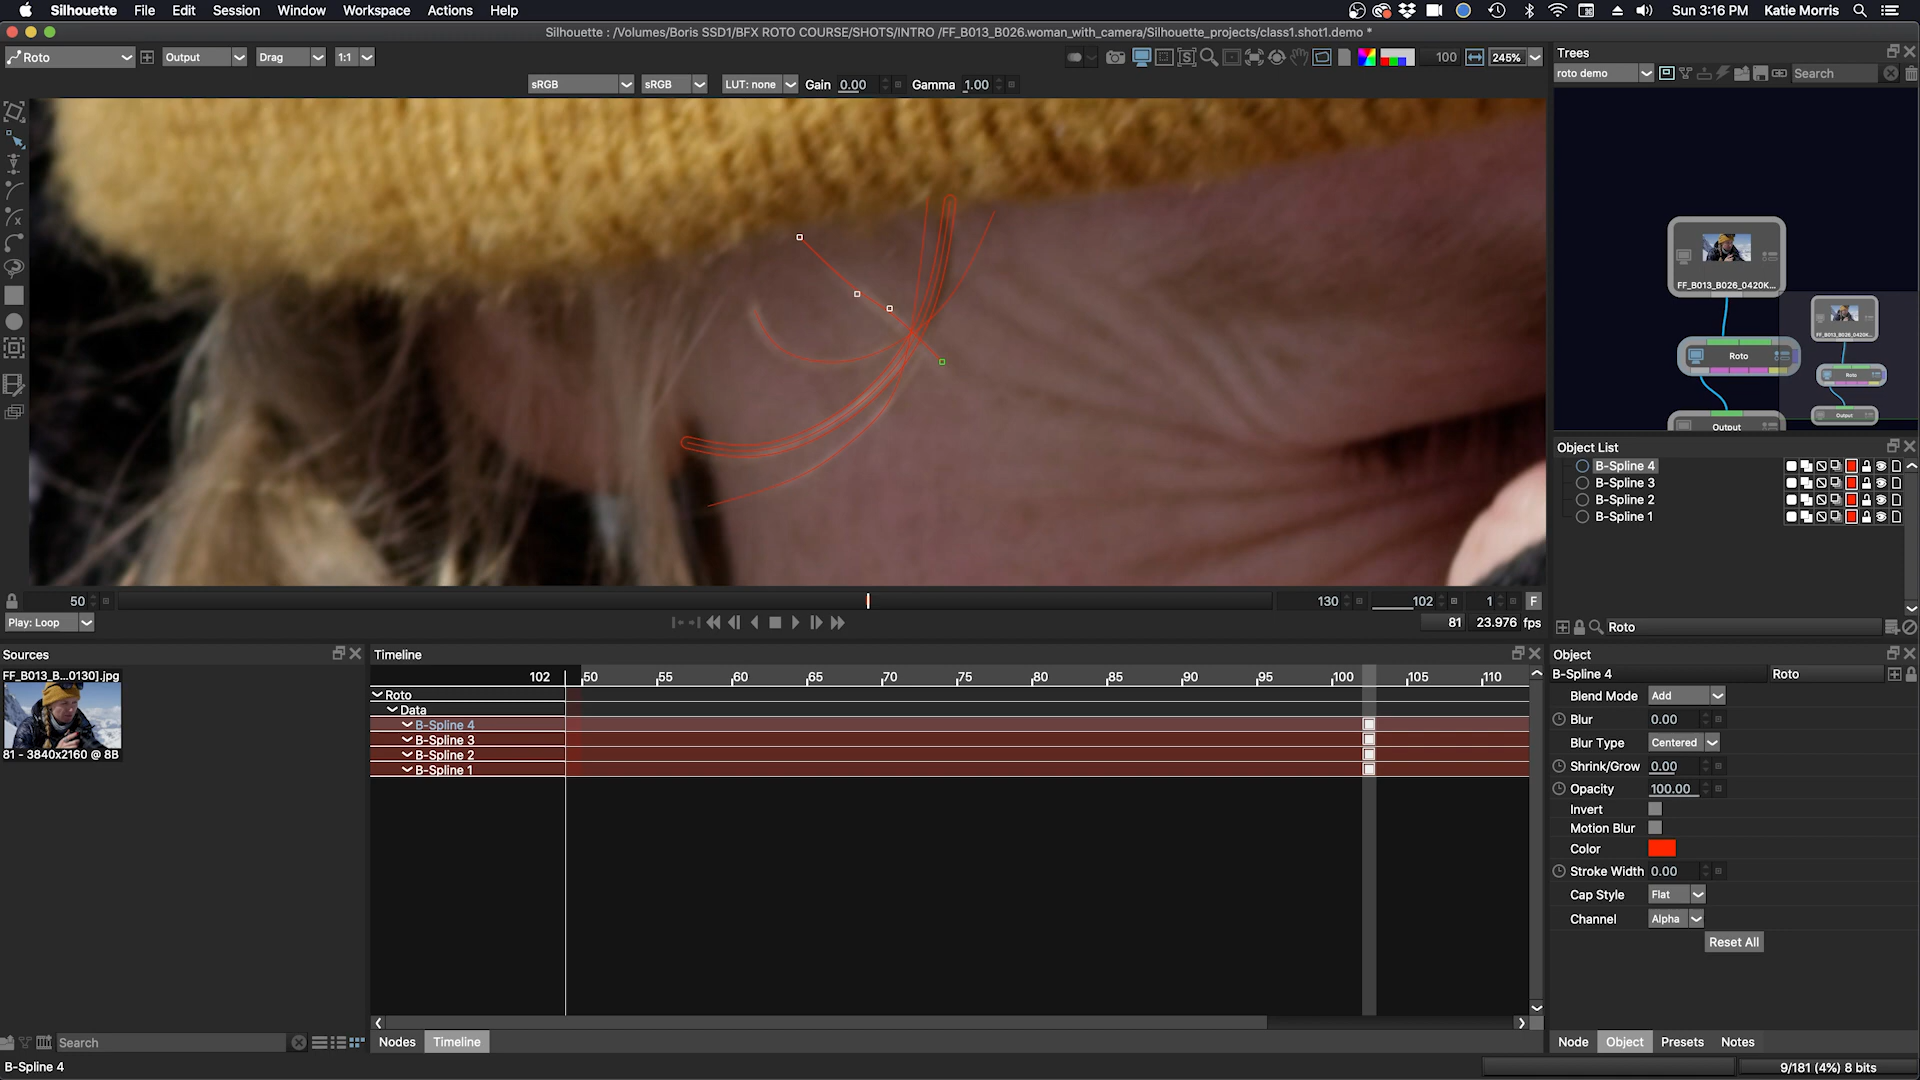 Silhouette File Edit Session Window Workspace Actions Help Sun 3:16 PM Katie Morris
Silhouette : /Volumes/Boris SSD1/BFX ROTO COURSE/SHOTS/INTRO /FF_B013_B026.woman_with_camera/Silhouette_projects/class1.shot1.demo *
Roto Output Drag 1:1 100 245%
sRGB sRGB LUT: none Gain 0.00 Gamma 1.00
Trees
roto demo Search
FF_B013_B026_0420K...
Roto
Output
FF_B013_B026_0420K...
Roto
Output
Object List
B-Spline 4
B-Spline 3
B-Spline 2
B-Spline 1
Roto
50 130 102 1 F
Play: Loop 81 23.976 fps
Sources
FF_B013_B...0130].jpg
81 - 3840x2160 @ 8B
Search
Timeline
102 50 55 60 65 70 75 80 85 90 95 100 105 110
Roto
Data
B-Spline 4
B-Spline 3
B-Spline 2
B-Spline 1
Nodes Timeline
Object
B-Spline 4 Roto
Blend Mode Add
Blur 0.00
Blur Type Centered
Shrink/Grow 0.00
Opacity 100.00
Invert
Motion Blur
Color
Stroke Width 0.00
Cap Style Flat
Channel Alpha
Reset All
Node Object Presets Notes
B-Spline 4 9/181 (4%) 8 bits